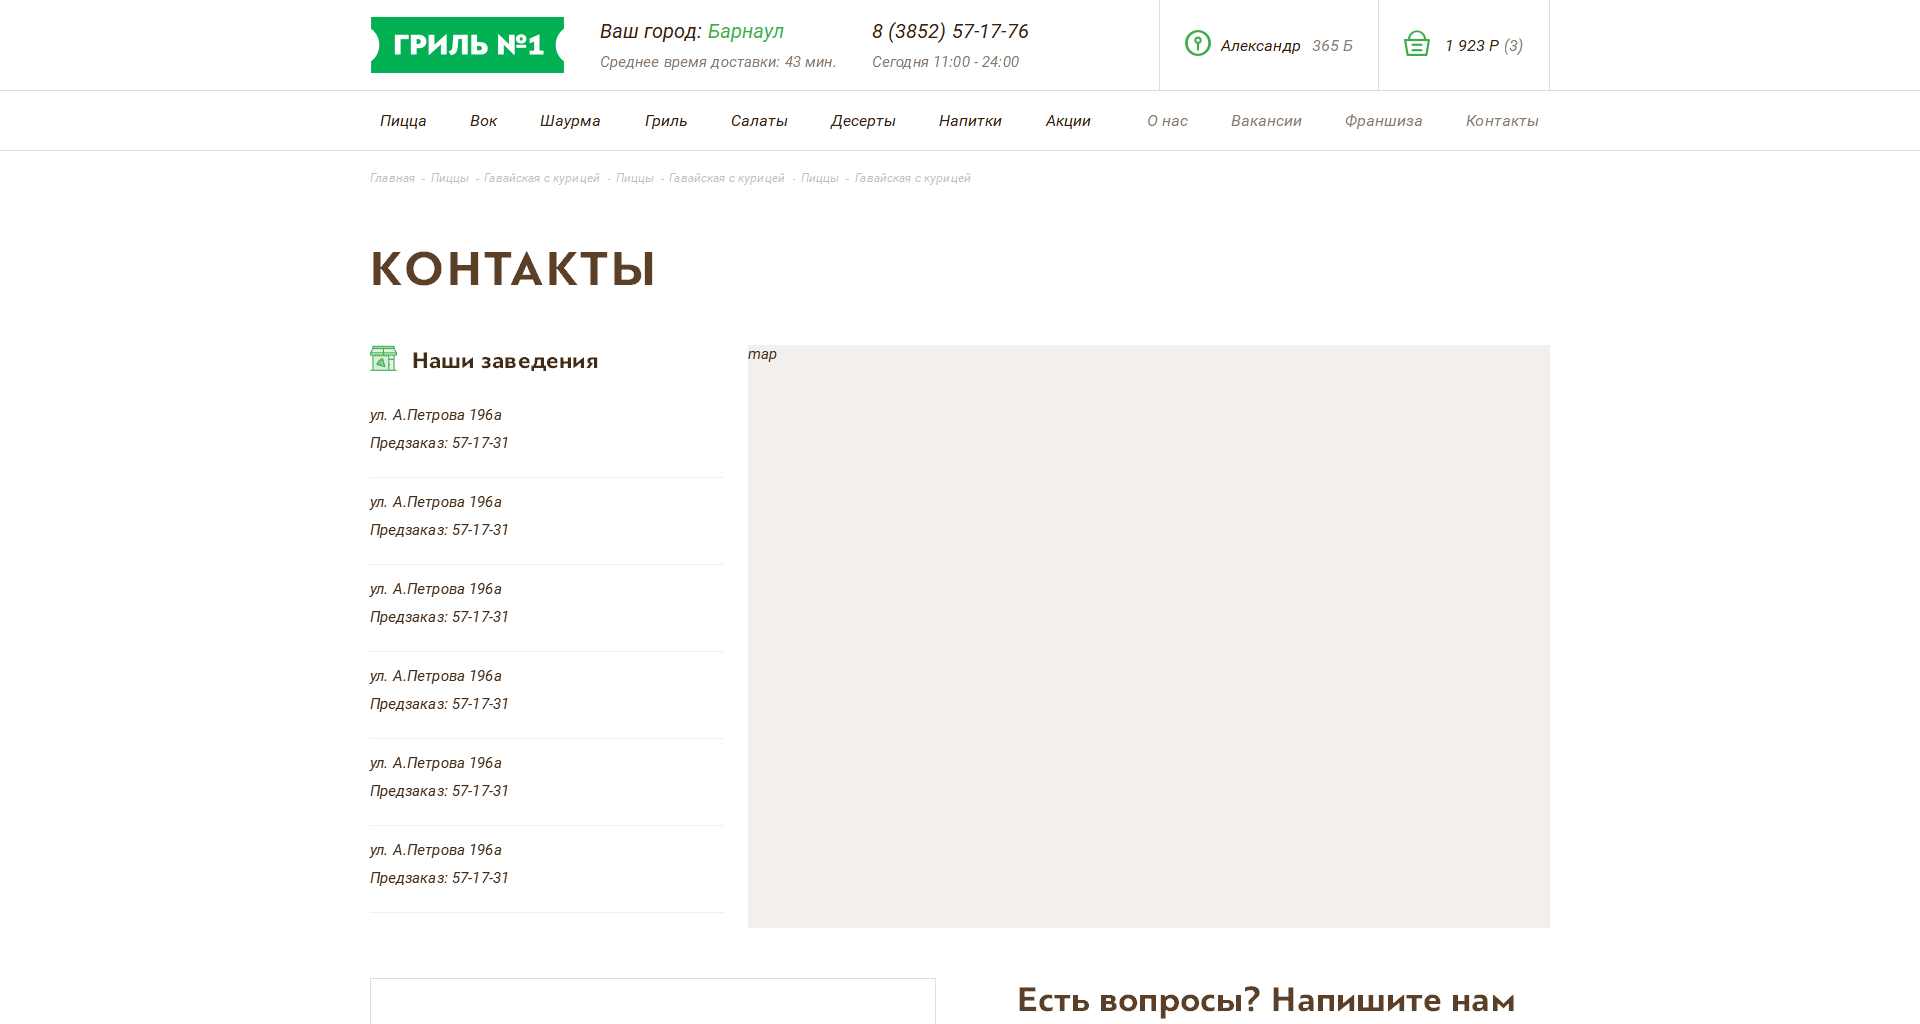 ГРИЛЬ №1
Ваш город: Барнаул
Среднее время доставки: 43 мин.
8 (3852) 57-17-76
Сегодня 11:00 - 24:00
Александр 365 Б
1 923 Р (3)
Пицца Вок Шаурма Гриль Салаты Десерты Напитки Акции О нас Вакансии Франшиза Контакты
Главная - Пиццы - Гавайская с курицей - Пиццы - Гавайская с курицей - Пиццы - Гавайская с курицей
КОНТАКТЫ
Наши заведения
ул. А.Петрова 196а
Предзаказ: 57-17-31
ул. А.Петрова 196а
Предзаказ: 57-17-31
ул. А.Петрова 196а
Предзаказ: 57-17-31
ул. А.Петрова 196а
Предзаказ: 57-17-31
ул. А.Петрова 196а
Предзаказ: 57-17-31
ул. А.Петрова 196а
Предзаказ: 57-17-31
map
Есть вопросы? Напишите нам